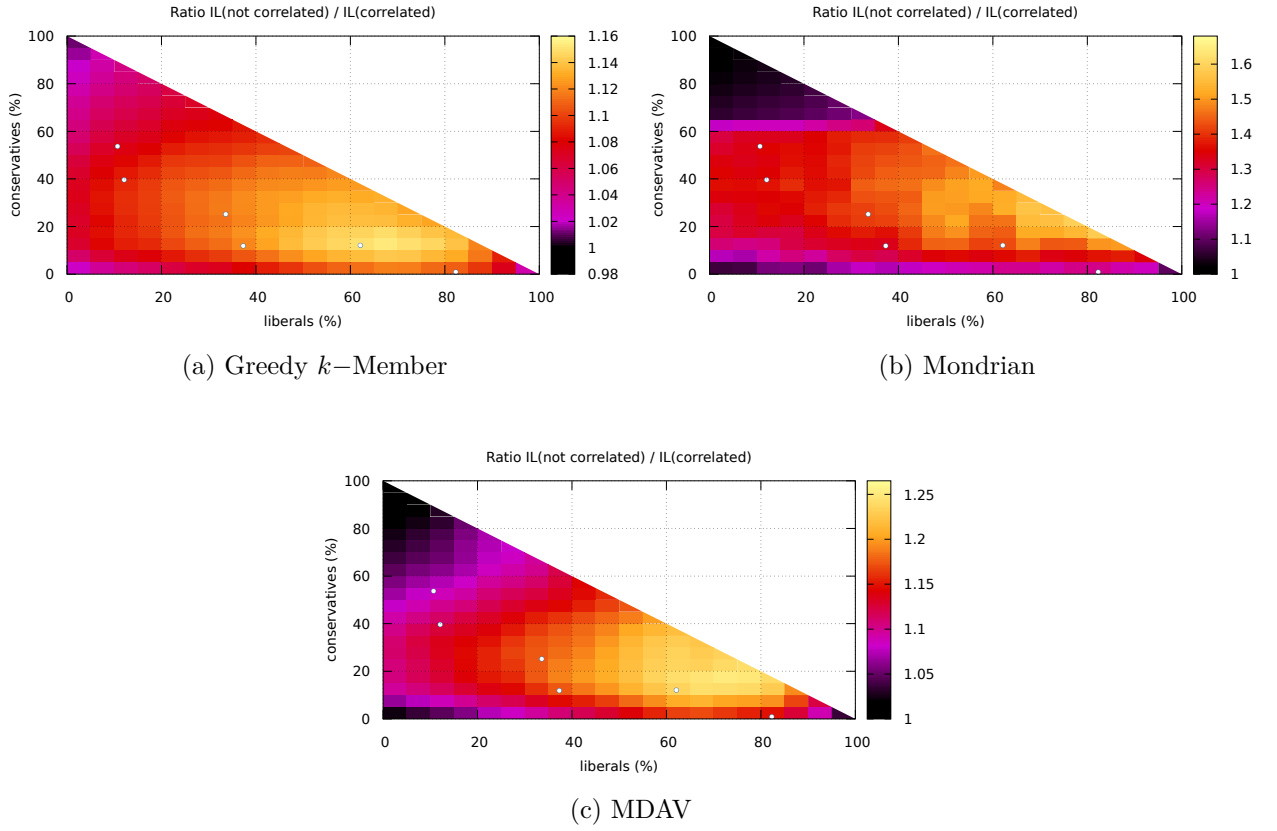 Ratio IL(not correlated) / IL(correlated)
100
80
60
40
20
0
conservatives (%)
0 20 40 60 80 100
liberals (%)
1.16
1.14
1.12
1.1
1.08
1.06
1.04
1.02
1
0.98
(a) Greedy k−Member
Ratio IL(not correlated) / IL(correlated)
100
80
60
40
20
0
conservatives (%)
0 20 40 60 80 100
liberals (%)
1.6
1.5
1.4
1.3
1.2
1.1
1
(b) Mondrian
Ratio IL(not correlated) / IL(correlated)
100
80
60
40
20
0
conservatives (%)
0 20 40 60 80 100
liberals (%)
1.25
1.2
1.15
1.1
1.05
1
(c) MDAV